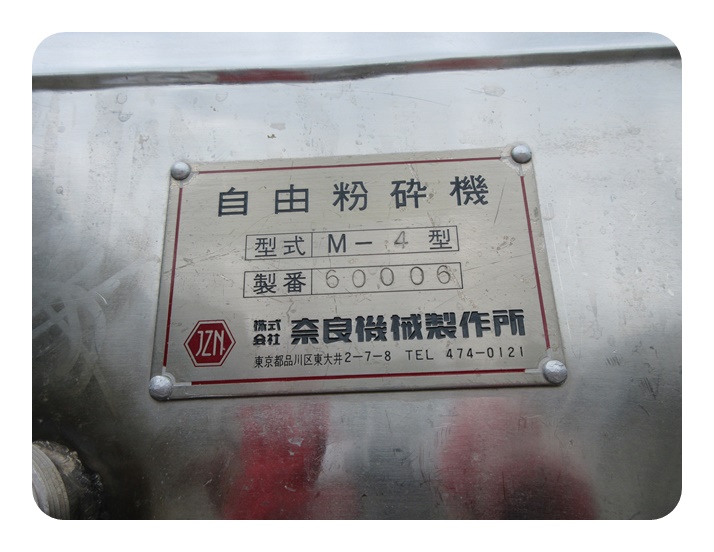 自由粉砕機
型式 M-4型
製番 60006
JZN 株式会社 奈良機械製作所
東京都品川区東大井2-7-8 TEL 474-0121